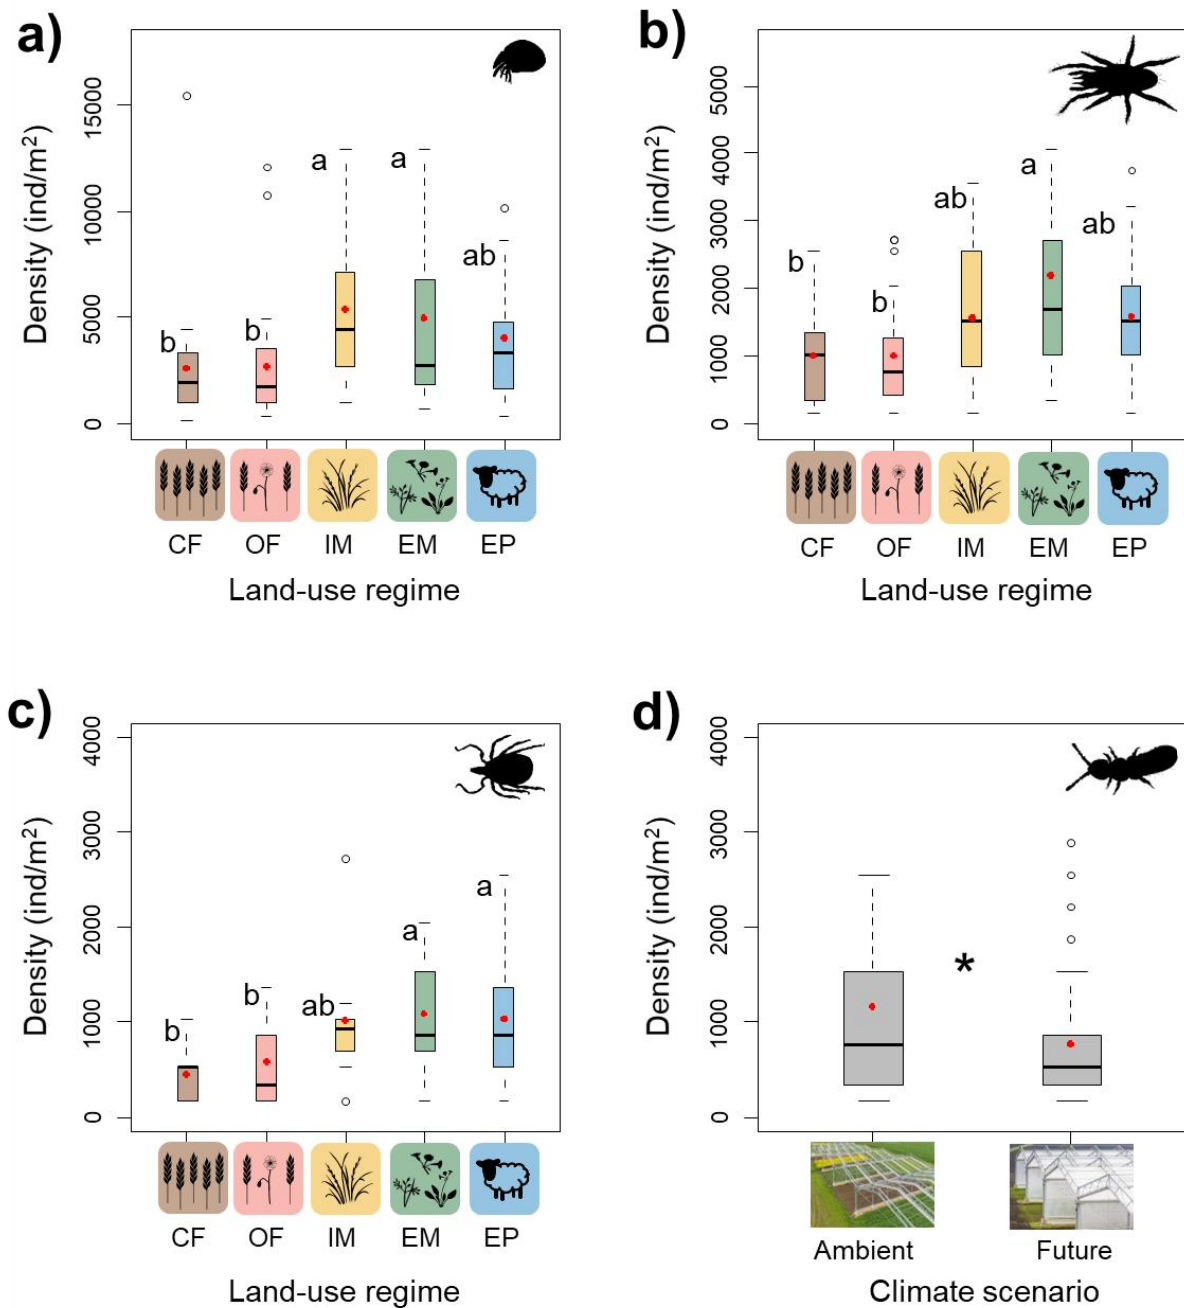 a)
Density (ind/m²)
15000
10000
5000
0
b
b
a
a
ab
CF OF IM EM EP
Land-use regime
b)
Density (ind/m²)
5000
4000
3000
2000
1000
0
b
b
ab
a
ab
CF OF IM EM EP
Land-use regime
c)
Density (ind/m²)
4000
3000
2000
1000
0
b
b
ab
a
a
CF OF IM EM EP
Land-use regime
d)
Density (ind/m²)
4000
3000
2000
1000
0
*
Ambient Future
Climate scenario